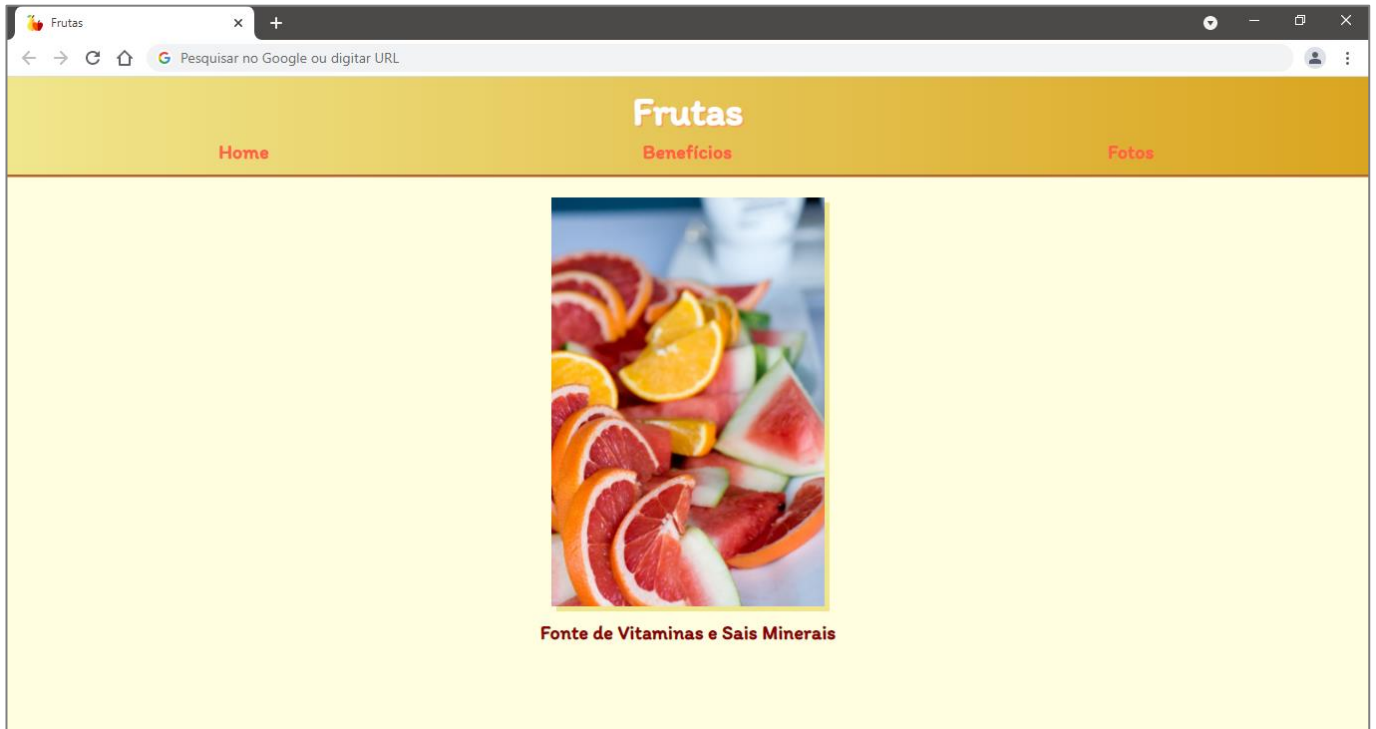 Frutas
Pesquisar no Google ou digitar URL
Frutas
Home Benefícios Fotos
Fonte de Vitaminas e Sais Minerais